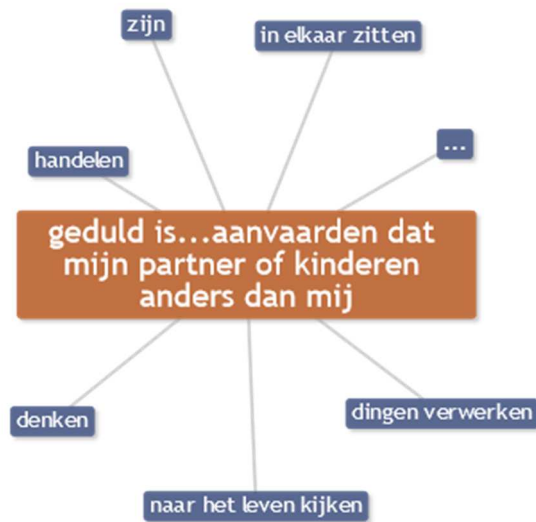 zijn
in elkaar zitten
...
handelen
geduld is...aanvaarden dat
mijn partner of kinderen
anders dan mij
denken
dingen verwerken
naar het leven kijken